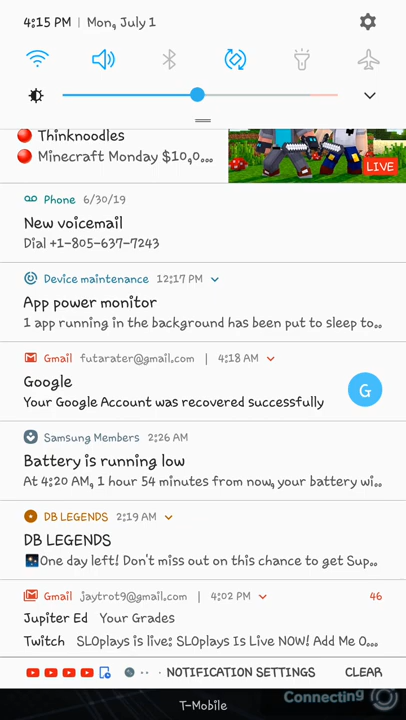 4:15 PM | Mon, July 1
Thinknoodles
Minecraft Monday $10,0...
LIVE
Phone 6/30/19
New voicemail
Dial +1-805-637-7243
Device maintenance 12:17 PM
App power monitor
1 app running in the background has been put to sleep to..
Gmail futarater@gmail.com | 4:18 AM
Google
Your Google Account was recovered successfully
G
Samsung Members 2:26 AM
Battery is running low
At 4:20 AM, 1 hour 54 minutes from now, your battery wi..
DB LEGENDS 2:19 AM
DB LEGENDS
One day left! Don't miss out on this chance to get Sup...
Gmail jaytrot9@gmail.com | 4:02 PM 46
Jupiter Ed Your Grades
Twitch SLOplays is live: SLOplays Is Live NOW! Add Me O...
NOTIFICATION SETTINGS CLEAR
Connecting
T-Mobile